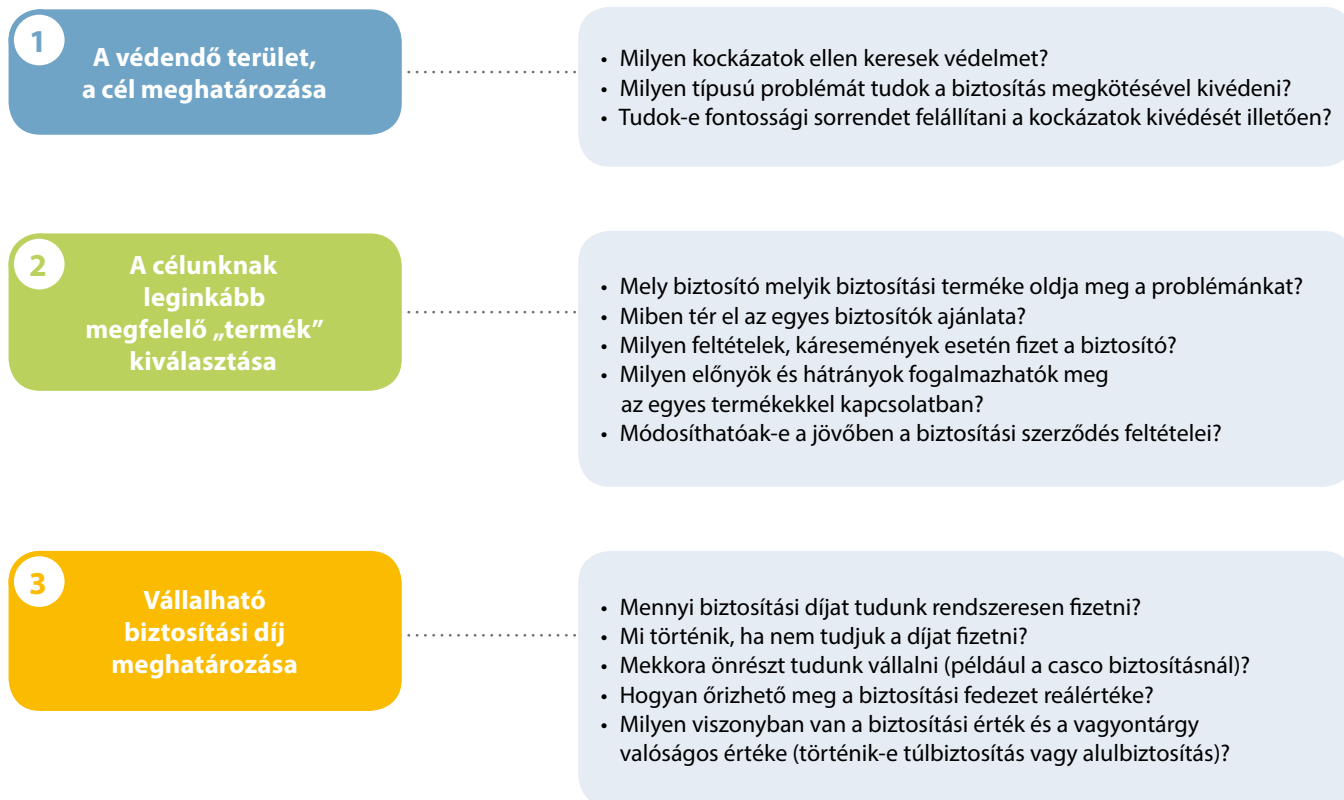 1
A védendő terület,
a cél meghatározása
• Milyen kockázatok ellen keresek védelmet?
• Milyen típusú problémát tudok a biztosítás megkötésével kivédeni?
• Tudok-e fontossági sorrendet felállítani a kockázatok kivédését illetően?
2
A célunknak
leginkább
megfelelő „termék”
kiválasztása
• Mely biztosító melyik biztosítási terméke oldja meg a problémánkat?
• Miben tér el az egyes biztosítók ajánlata?
• Milyen feltételek, káresemények esetén fizet a biztosító?
• Milyen előnyök és hátrányok fogalmazhatók meg
az egyes termékekkel kapcsolatban?
• Módosíthatóak-e a jövőben a biztosítási szerződés feltételei?
3
Vállalható
biztosítási díj
meghatározása
• Mennyi biztosítási díjat tudunk rendszeresen fizetni?
• Mi történik, ha nem tudjuk a díjat fizetni?
• Mekkora önrészt tudunk vállalni (például a casco biztosításnál)?
• Hogyan őrizhető meg a biztosítási fedezet reálértéke?
• Milyen viszonyban van a biztosítási érték és a vagyontárgy
valóságos értéke (történik-e túlbiztosítás vagy alulbiztosítás)?